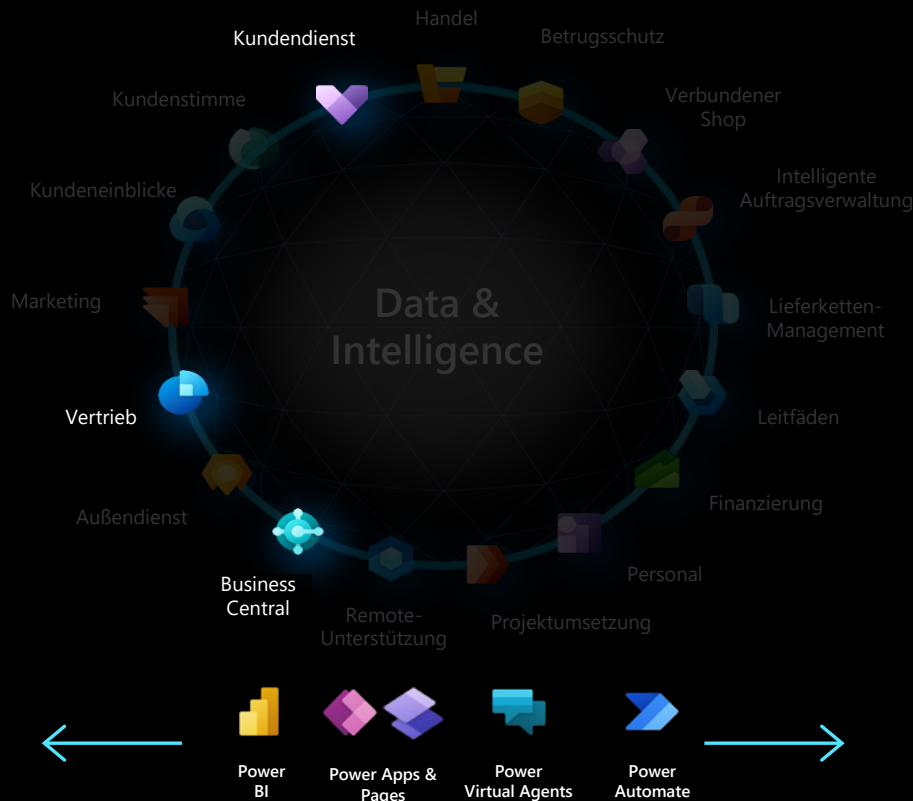 Handel
Kundendienst
Betrugsschutz
Kundenstimme
Verbundener
Shop
Kundeneinblicke
Intelligente
Auftragsverwaltung
Marketing
Data &
Intelligence
Lieferketten-
Management
Vertrieb
Leitfäden
Außendienst
Finanzierung
Business
Central
Personal
Remote-
Unterstützung
Projektumsetzung
Power
BI
Power Apps &
Pages
Power
Virtual Agents
Power
Automate